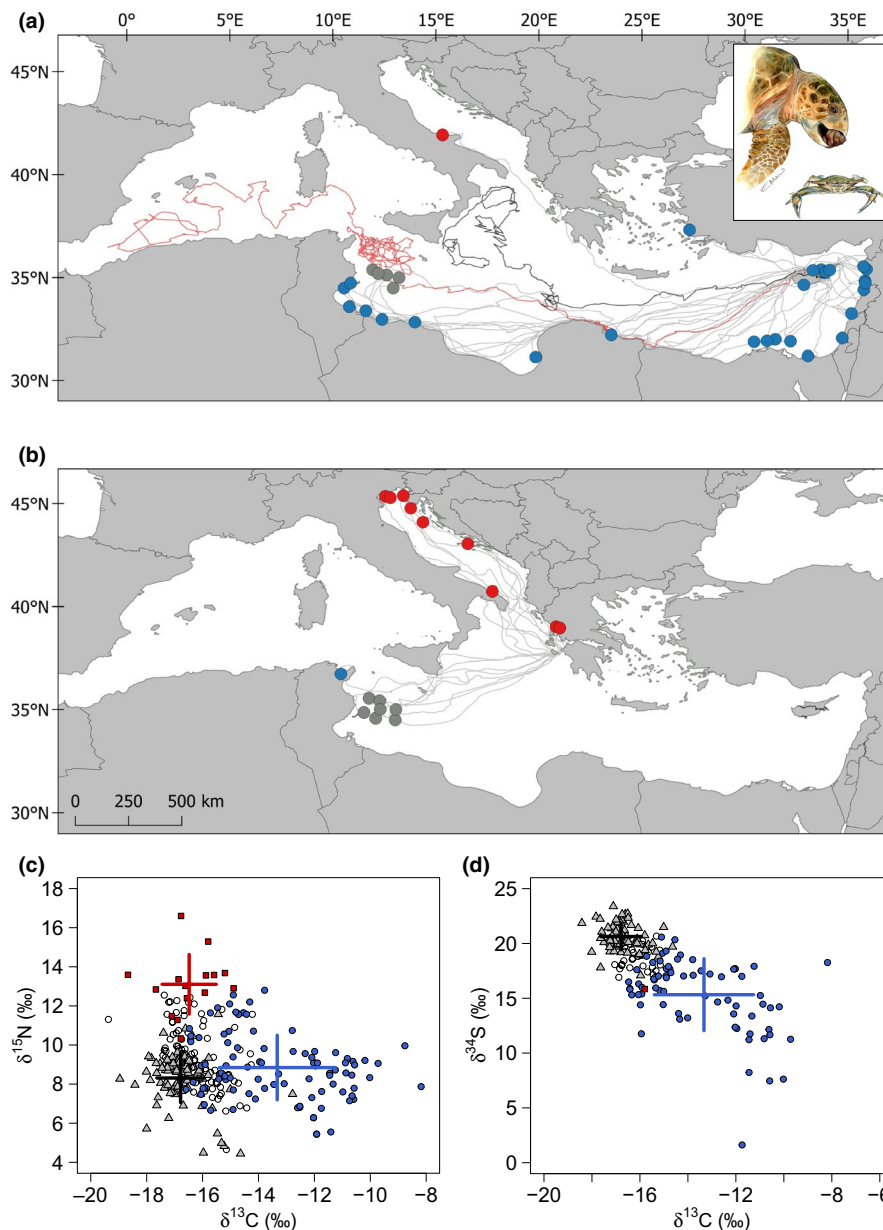 (a)
0° 5°E 10°E 15°E 20°E 25°E 30°E 35°E
45°N
40°N
35°N
30°N
(b)
45°N
40°N
35°N
30°N
0 250 500 km
(c)
18
16
14
12
10
8
6
4
δ15N (‰)
−20 −18 −16 −14 −12 −10 −8
δ13C (‰)
(d)
25
20
15
10
5
0
δ34S (‰)
−20 −16 −12 −8
δ13C (‰)